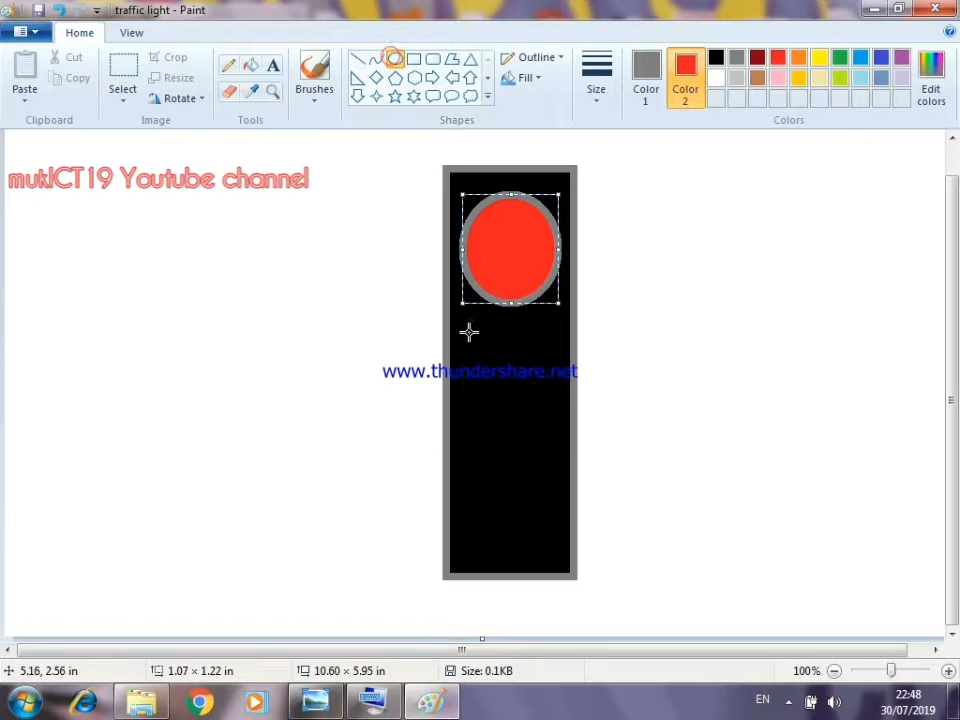 traffic light - Paint
Home
View
Paste
Cut
Copy
Clipboard
Select
Crop
Resize
Rotate
Image
Tools
Brushes
Outline
Fill
Shapes
Size
Color
1
Color
2
Edit
colors
Colors
mukICT19 Youtube channel
www.thundershare.net
5.16, 2.56 in
1.07 × 1.22 in
10.60 × 5.95 in
Size: 0.1KB
100%
EN
22:48
30/07/2019